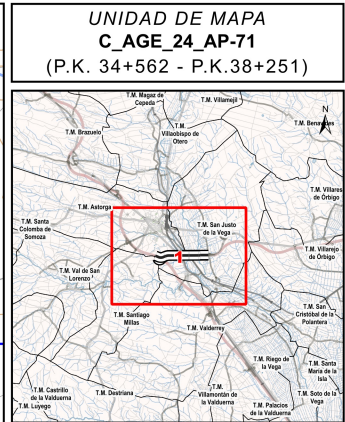 UNIDAD DE MAPA
C_AGE_24_AP-71
(P.K. 34+562 - P.K.38+251)
T.M. Magaz de
Cepeda
T.M. Villamejil
N
T.M. Benavides
T.M. Brazuelo
T.M.
Villaobispo de
Otero
T.M. Villares
de Órbigo
T.M. Astorga
T.M. Santa
Colomba de
Somoza
T.M. San Justo
de la Vega
T.M. Villarejo
de Órbigo
1
T.M. Val de San
Lorenzo
T.M. San
Cristóbal de la
Polantera
T.M. Santiago
Millas
T.M. Valderrey
T.M. Riego de
la Vega
T.M. Santa
María de la
Isla
T.M. Castrillo
de la Valduerna
T.M. Destriana
T.M.
Villamontán de
la Valduerna
T.M. Soto de la
Vega
T.M. Luyego
T.M. Palacios
de la Valduerna